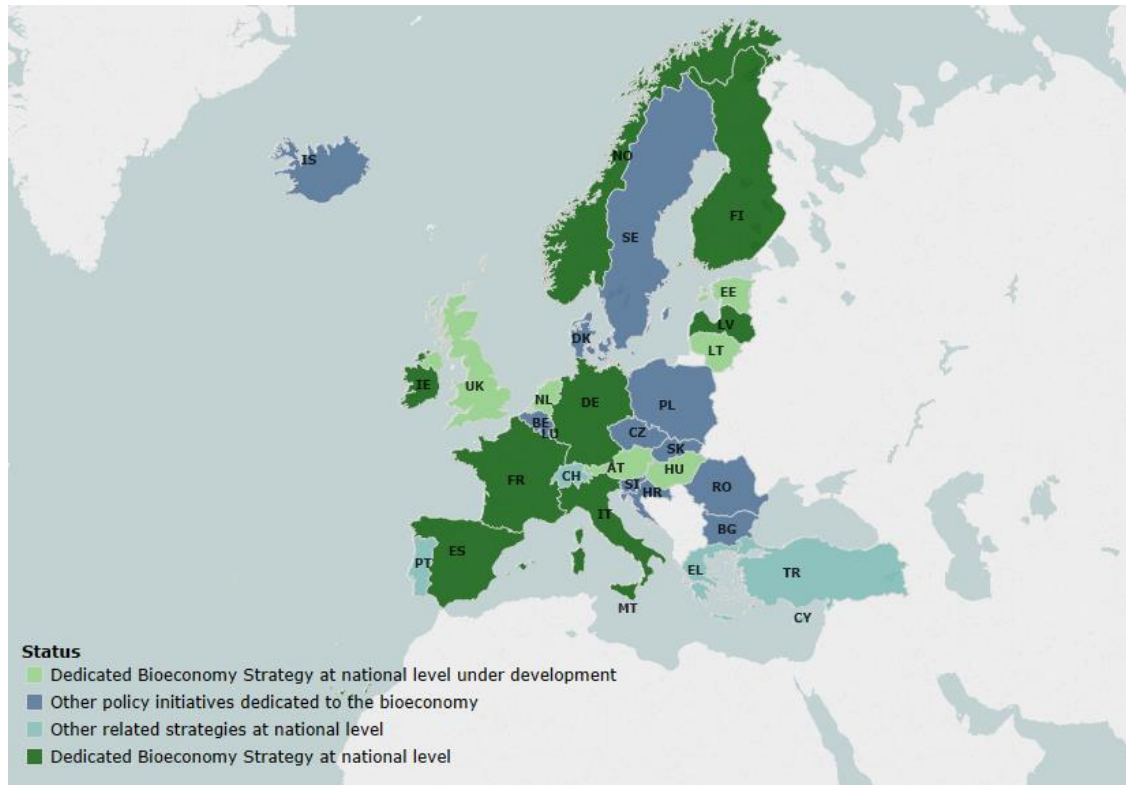 IS
NO
FI
SE
EE
LV
DK
LT
IE
UK
NL
DE
PL
BE
LU
CZ
SK
FR
CH
AT
HU
SI
HR
RO
IT
BG
ES
PT
EL
TR
MT
CY
Status
Dedicated Bioeconomy Strategy at national level under development
Other policy initiatives dedicated to the bioeconomy
Other related strategies at national level
Dedicated Bioeconomy Strategy at national level